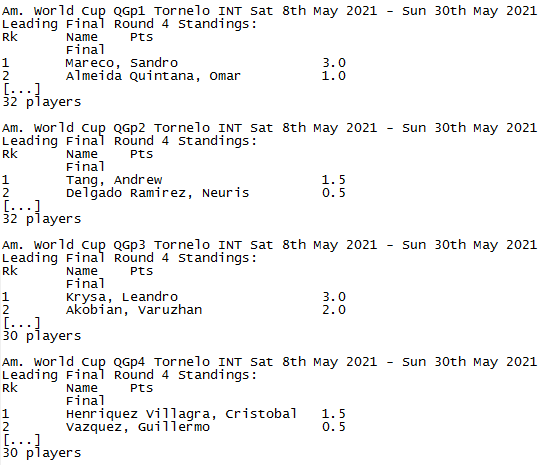 Am. World Cup QGp1 Tornelo INT Sat 8th May 2021 - Sun 30th May 2021
Leading Final Round 4 Standings:
Rk Name Pts
Final
1 Mareco, Sandro 3.0
2 Almeida Quintana, Omar 1.0
[...]
32 players
Am. World Cup QGp2 Tornelo INT Sat 8th May 2021 - Sun 30th May 2021
Leading Final Round 4 Standings:
Rk Name Pts
Final
1 Tang, Andrew 1.5
2 Delgado Ramirez, Neuris 0.5
[...]
32 players
Am. World Cup QGp3 Tornelo INT Sat 8th May 2021 - Sun 30th May 2021
Leading Final Round 4 Standings:
Rk Name Pts
Final
1 Krysa, Leandro 3.0
2 Akobian, Varuzhan 2.0
[...]
30 players
Am. World Cup QGp4 Tornelo INT Sat 8th May 2021 - Sun 30th May 2021
Leading Final Round 4 Standings:
Rk Name Pts
Final
1 Henriquez Villagra, Cristobal 1.5
2 Vazquez, Guillermo 0.5
[...]
30 players